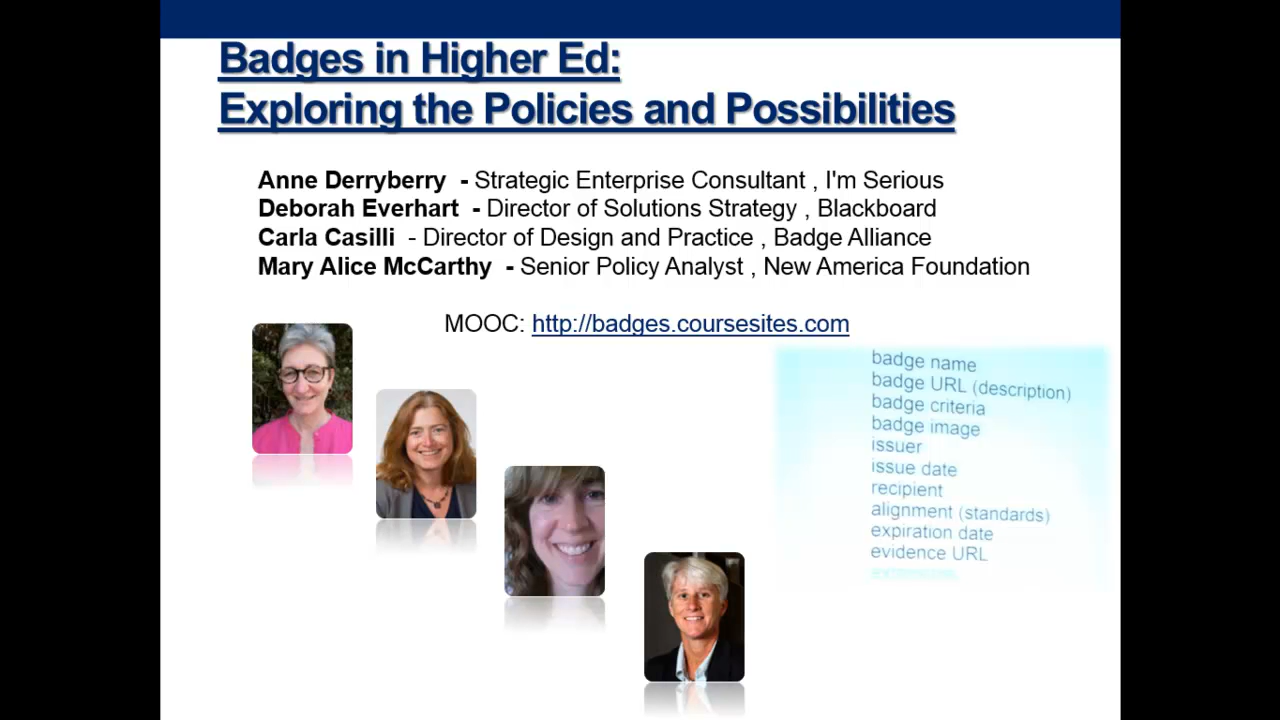 Badges in Higher Ed:
Exploring the Policies and Possibilities
Anne Derryberry - Strategic Enterprise Consultant , I'm Serious
Deborah Everhart - Director of Solutions Strategy , Blackboard
Carla Casilli - Director of Design and Practice , Badge Alliance
Mary Alice McCarthy - Senior Policy Analyst , New America Foundation
MOOC: http://badges.coursesites.com
badge name
badge URL (description)
badge criteria
badge image
issuer
issue date
recipient
alignment (standards)
expiration date
evidence URL